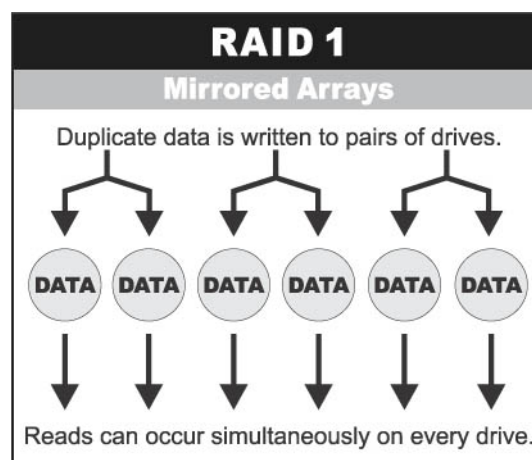 RAID 1
Mirrored Arrays
Duplicate data is written to pairs of drives.
DATA DATA DATA DATA DATA DATA
Reads can occur simultaneously on every drive.